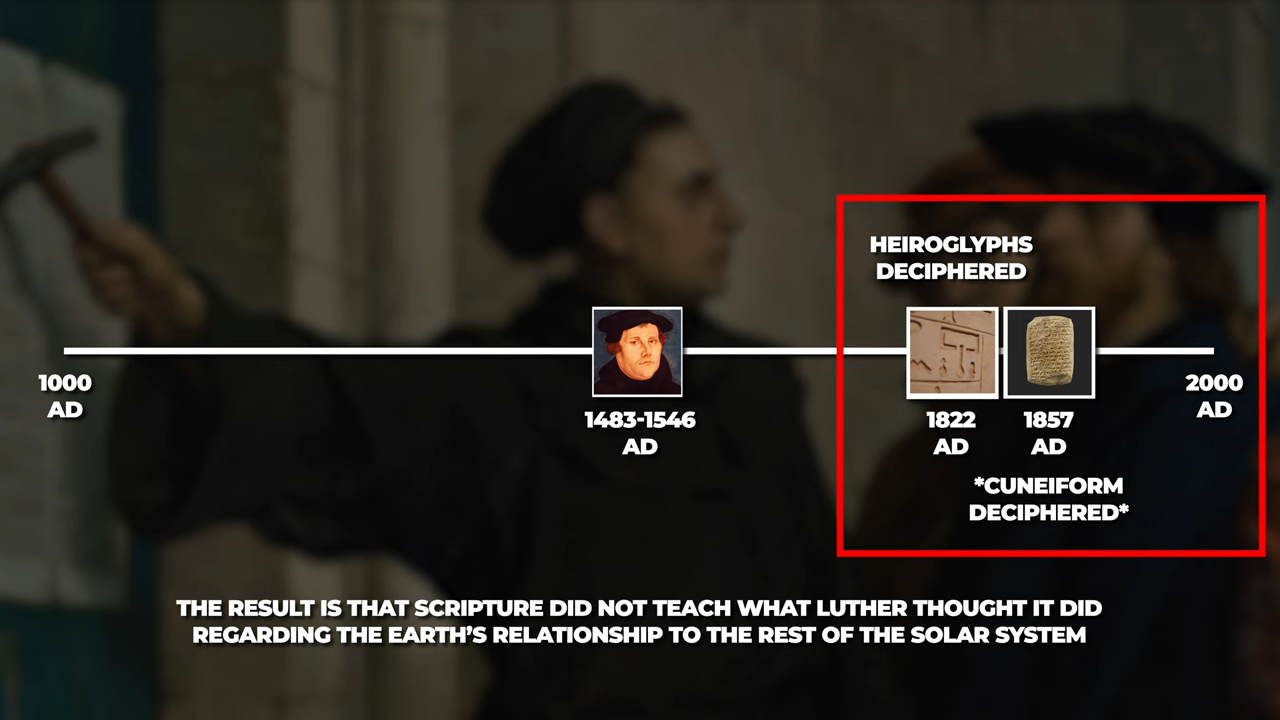 HEIROGLYPHS
DECIPHERED
1000
AD
1483-1546
AD
1822
AD
1857
AD
2000
AD
*CUNEIFORM
DECIPHERED*
THE RESULT IS THAT SCRIPTURE DID NOT TEACH WHAT LUTHER THOUGHT IT DID
REGARDING THE EARTH’S RELATIONSHIP TO THE REST OF THE SOLAR SYSTEM